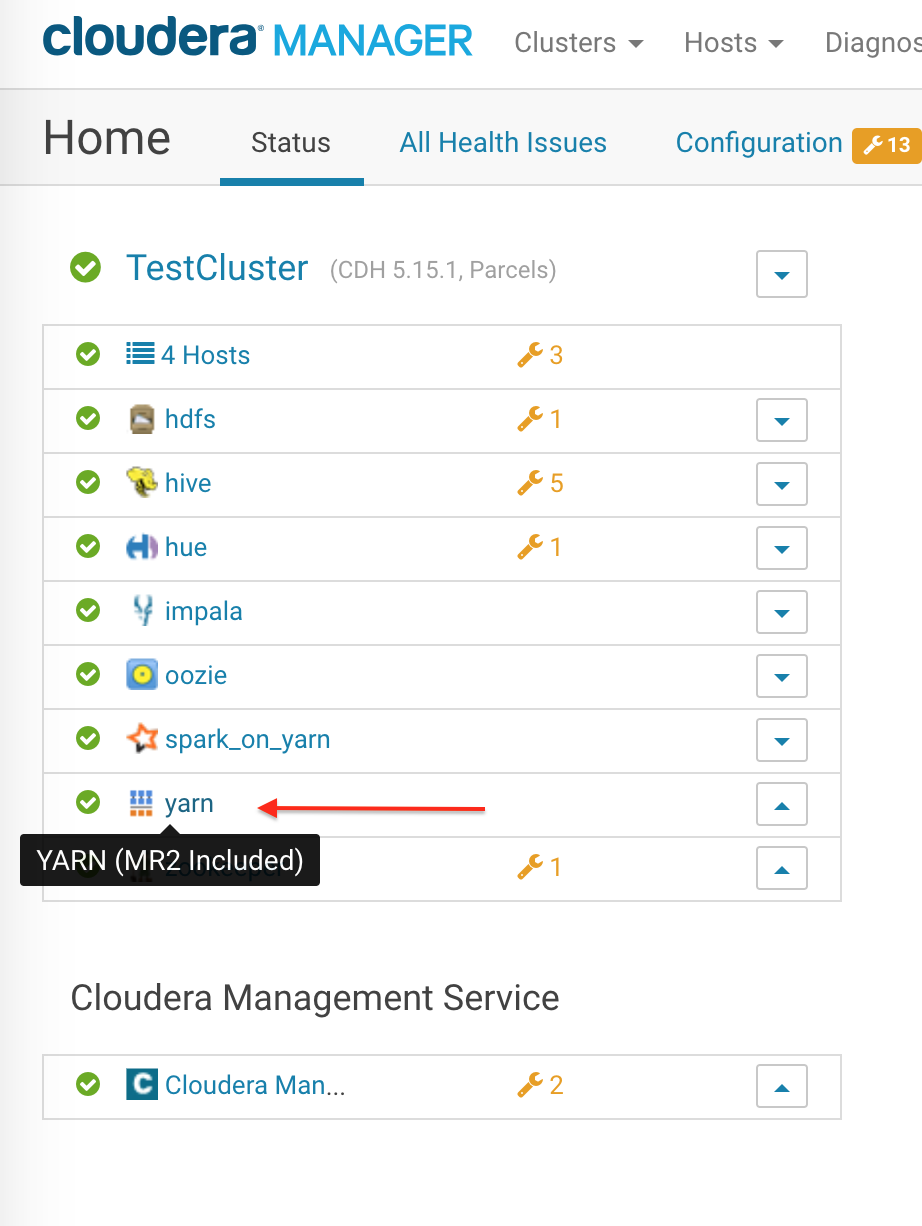 cloudera MANAGER Clusters Hosts Diagnos
Home Status All Health Issues Configuration 13
TestCluster (CDH 5.15.1, Parcels)
4 Hosts 3
hdfs 1
hive 5
hue 1
impala
oozie
spark_on_yarn
yarn
YARN (MR2 Included)
zookeeper 1
Cloudera Management Service
C Cloudera Man... 2